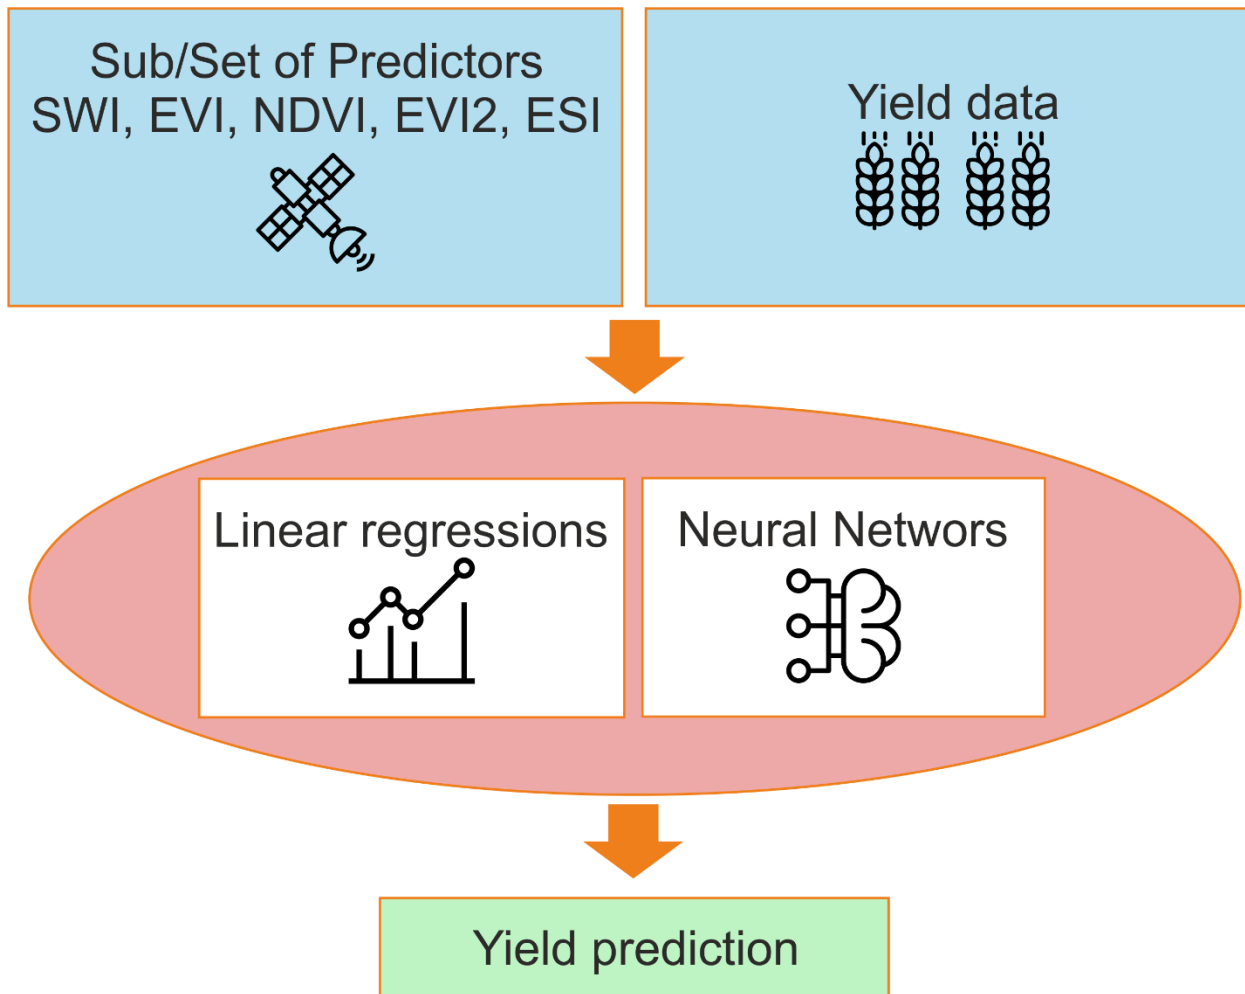 Sub/Set of Predictors
SWI, EVI, NDVI, EVI2, ESI
Yield data
Linear regressions
Neural Networs
Yield prediction